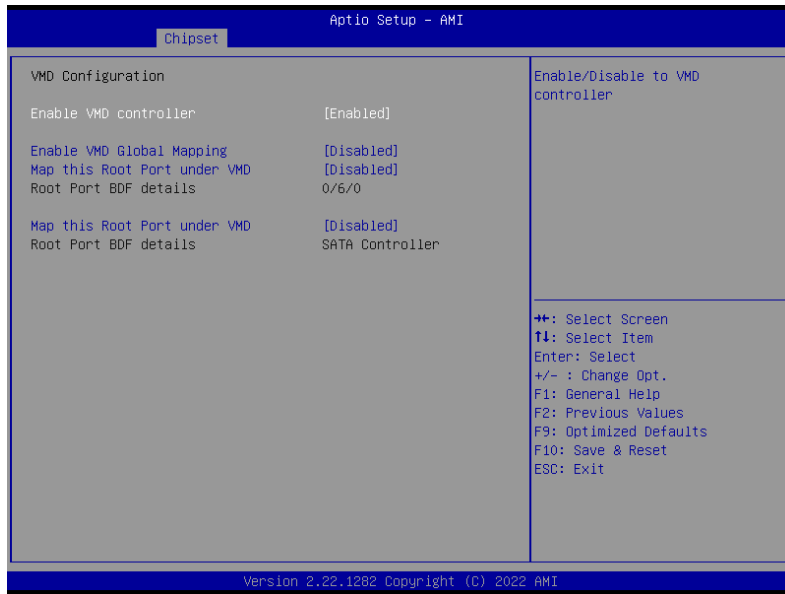 Aptio Setup - AMI
Chipset
VMD Configuration
Enable VMD controller [Enabled]
Enable VMD Global Mapping [Disabled]
Map this Root Port under VMD [Disabled]
Root Port BDF details 0/6/0
Map this Root Port under VMD [Disabled]
Root Port BDF details SATA Controller
Enable/Disable to VMD
controller
→←: Select Screen
↑↓: Select Item
Enter: Select
+/- : Change Opt.
F1: General Help
F2: Previous Values
F9: Optimized Defaults
F10: Save & Reset
ESC: Exit
Version 2.22.1282 Copyright (C) 2022 AMI